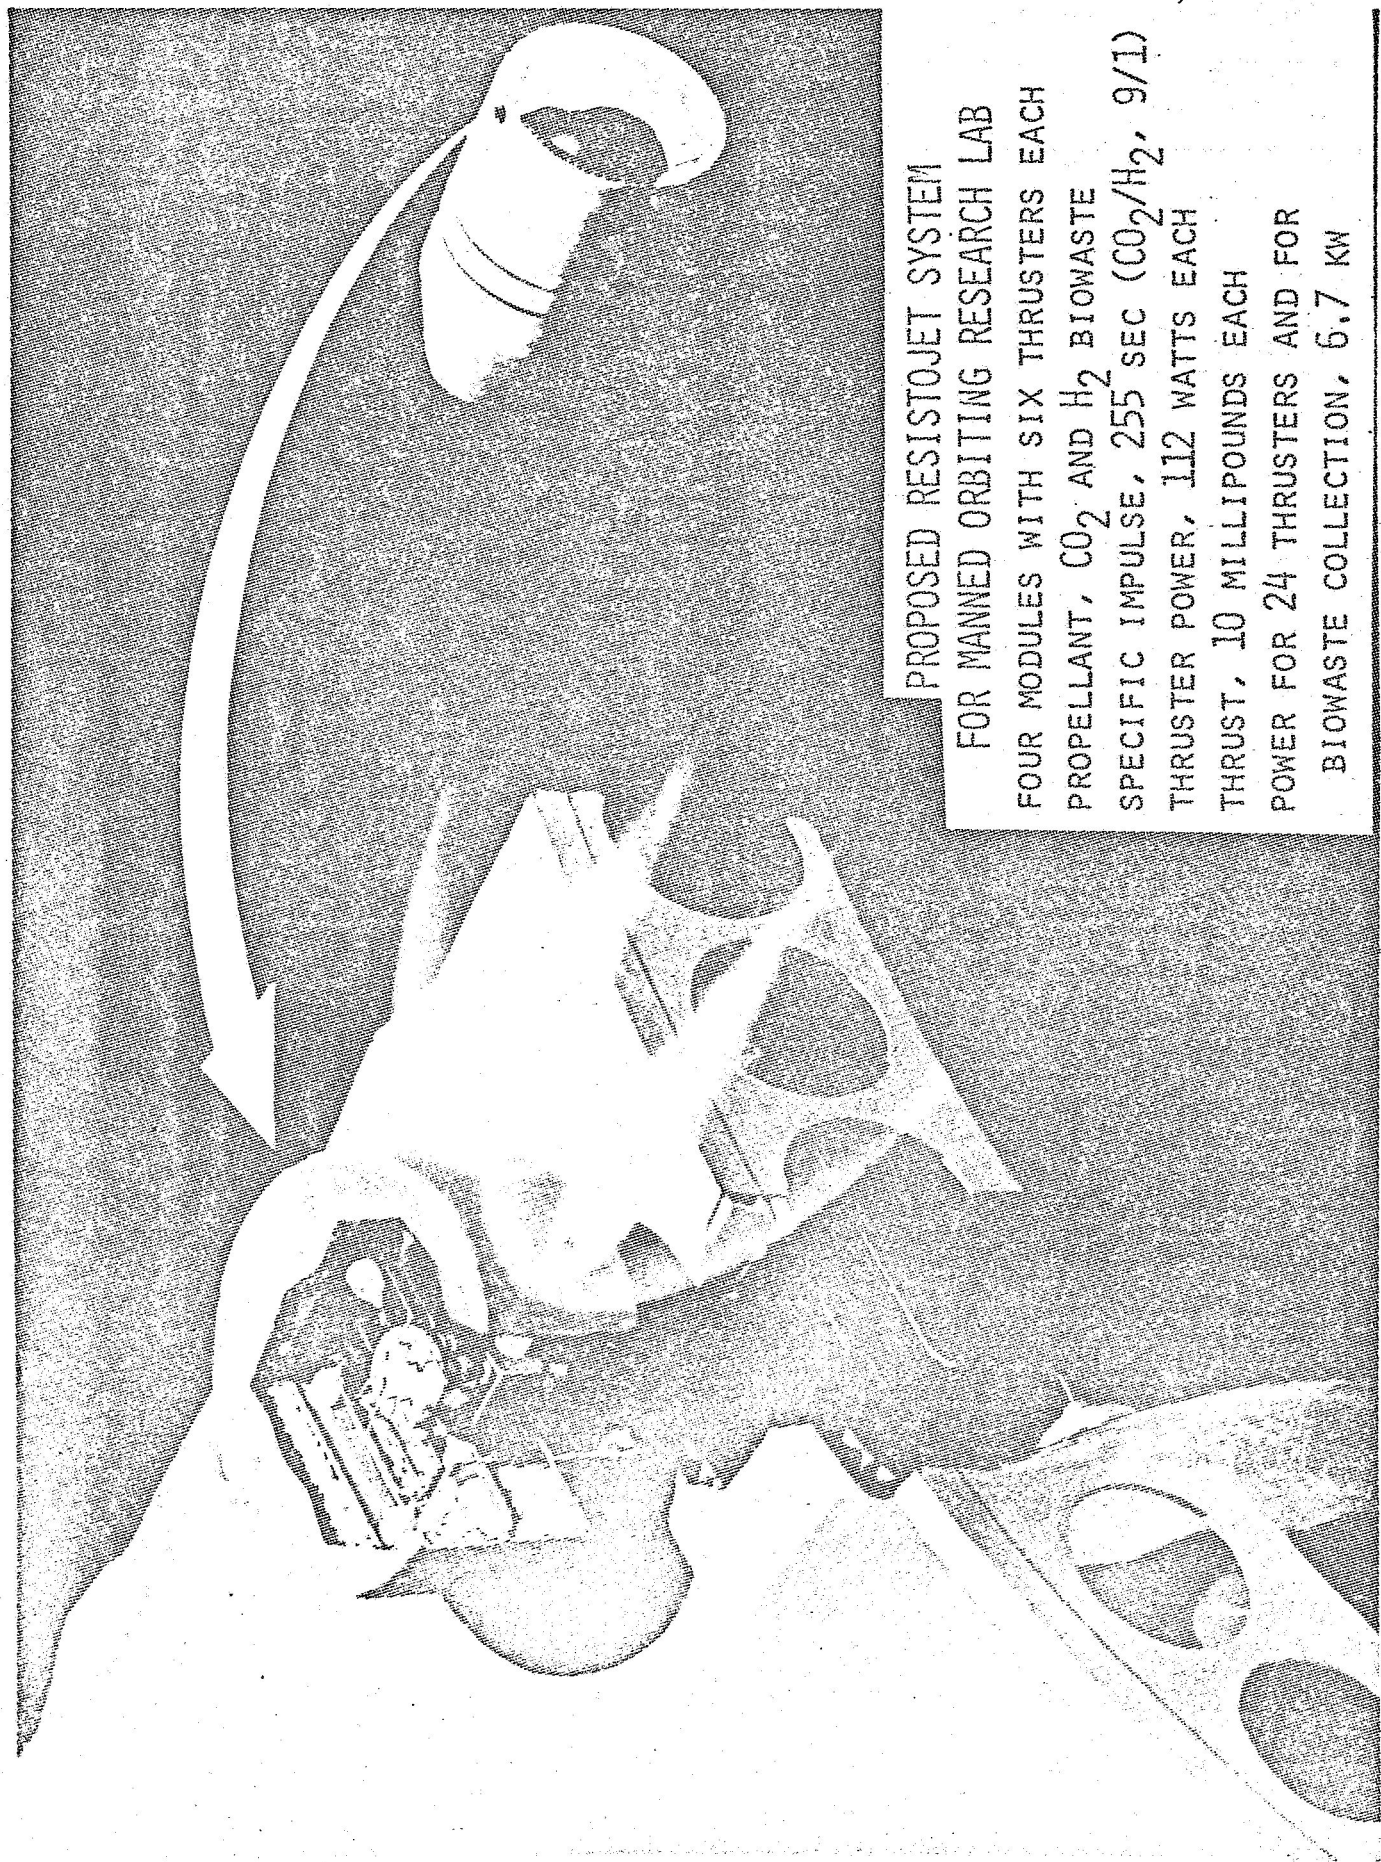 PROPOSED RESISTOJET SYSTEM
FOR MANNED ORBITING RESEARCH LAB
FOUR MODULES WITH SIX THRUSTERS EACH
PROPELLANT, CO2 AND H2 BIOWASTE
SPECIFIC IMPULSE, 255 SEC (CO2/H2, 9/1)
THRUSTER POWER, 112 WATTS EACH
THRUST, 10 MILLIPOUNDS EACH
POWER FOR 24 THRUSTERS AND FOR
BIOWASTE COLLECTION, 6.7 KW